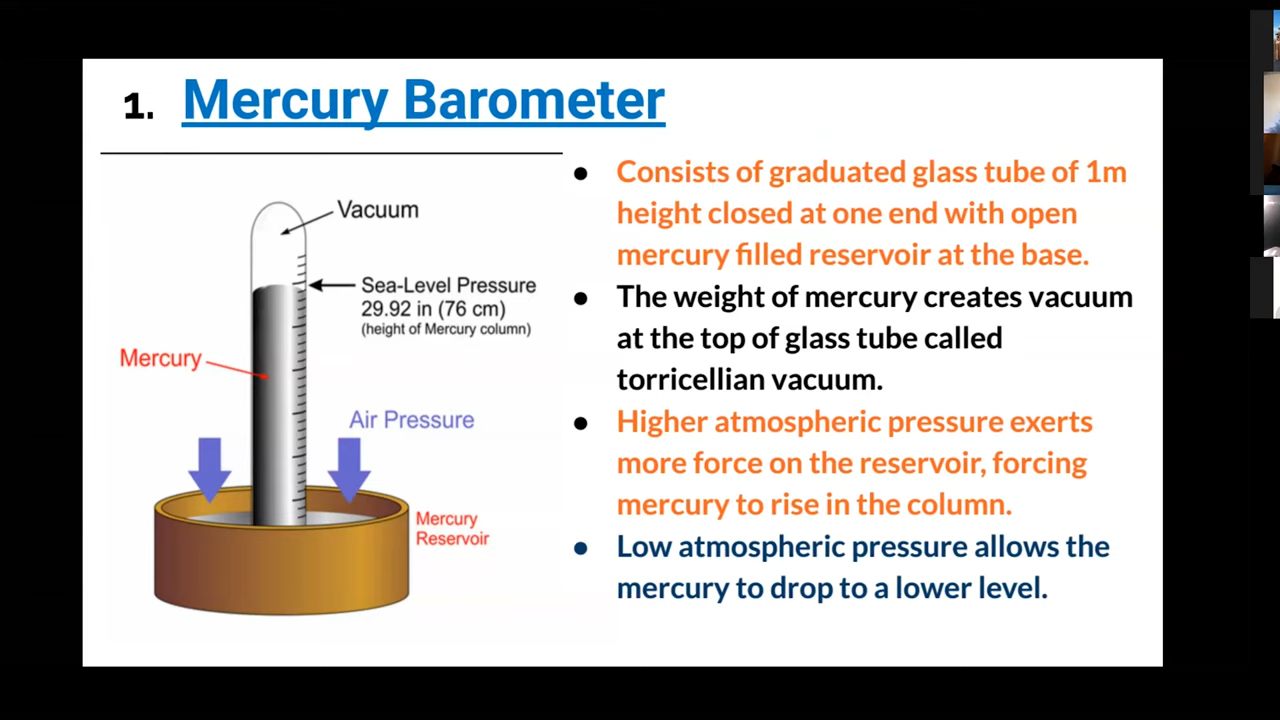 1. Mercury Barometer
Vacuum
Sea-Level Pressure
29.92 in (76 cm)
(height of Mercury column)
Mercury
Air Pressure
Mercury
Reservoir
● Consists of graduated glass tube of 1m
height closed at one end with open
mercury filled reservoir at the base.
● The weight of mercury creates vacuum
at the top of glass tube called
torricellian vacuum.
● Higher atmospheric pressure exerts
more force on the reservoir, forcing
mercury to rise in the column.
● Low atmospheric pressure allows the
mercury to drop to a lower level.